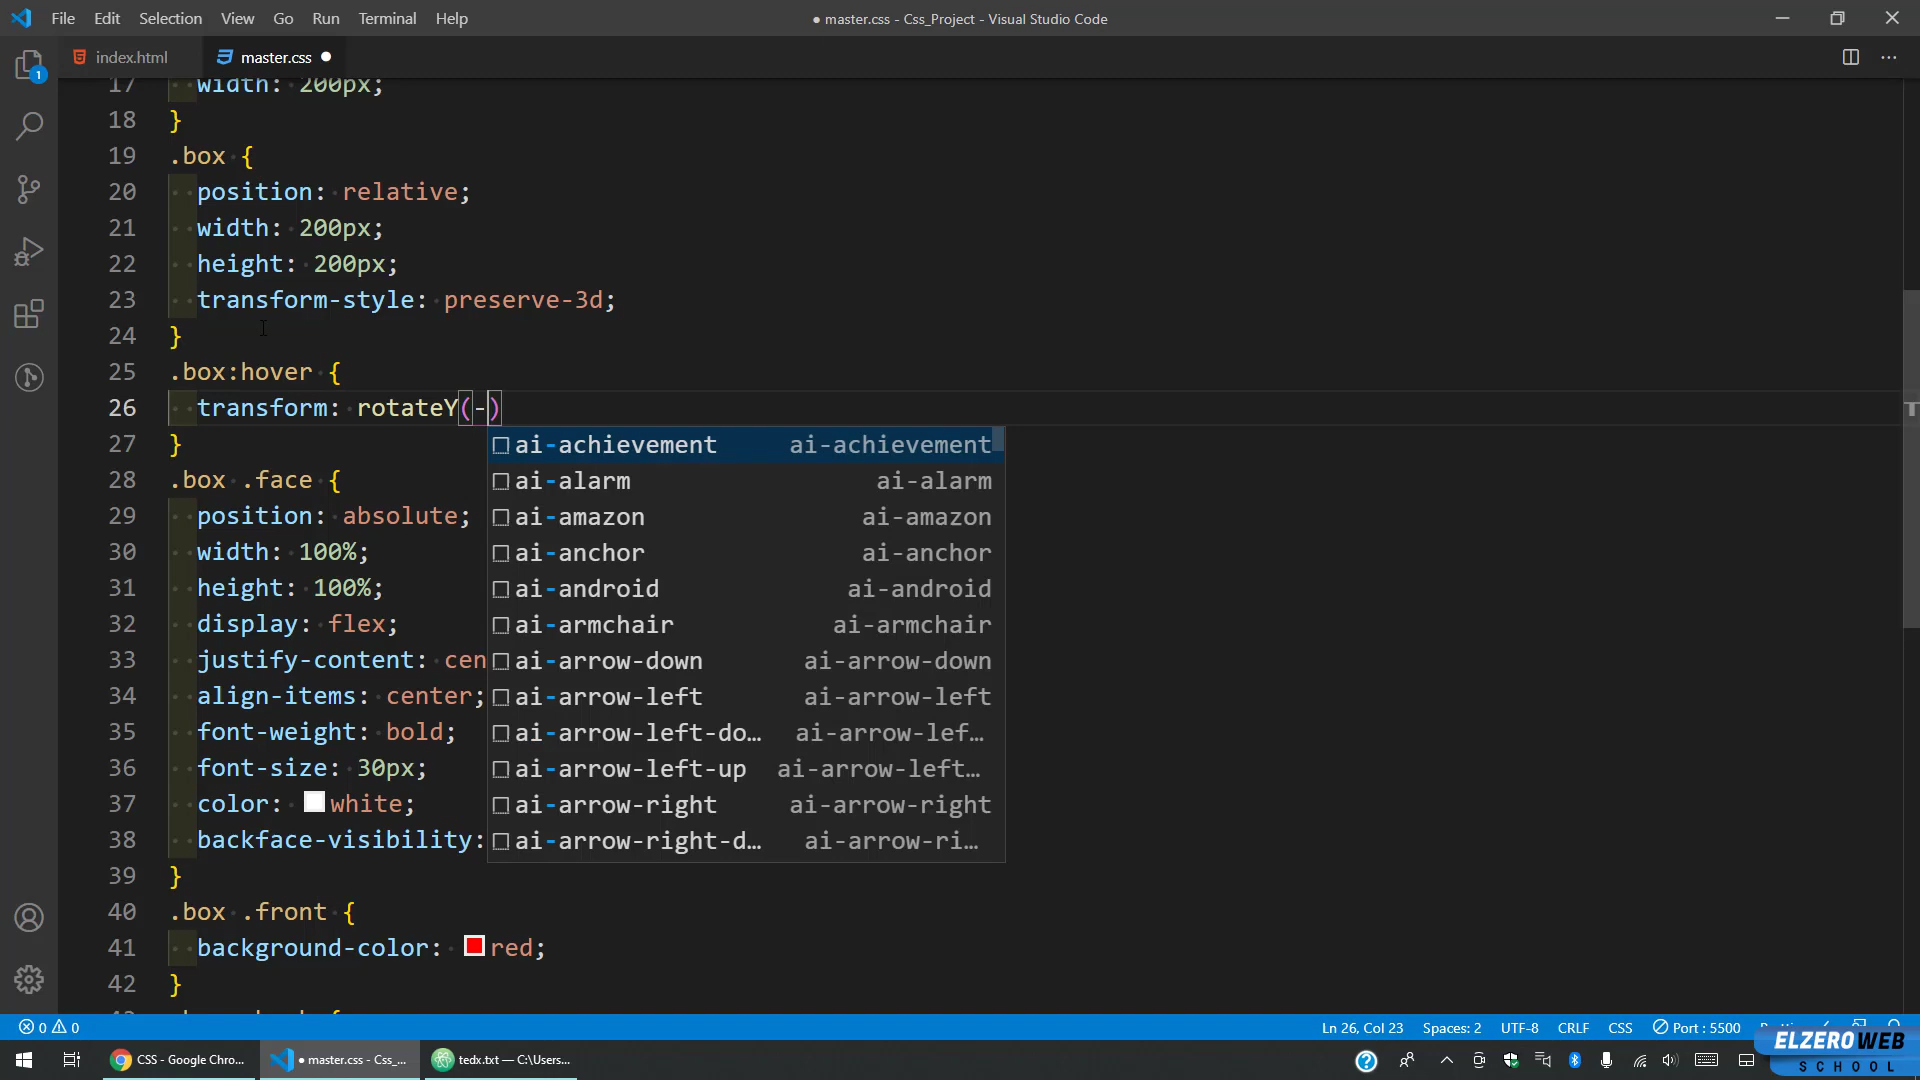 File Edit Selection View Go Run Terminal Help
● master.css - Css_Project - Visual Studio Code
index.html
master.css ●
1
17 width: 200px;
18 }
19 .box {
20 position: relative;
21 width: 200px;
22 height: 200px;
23 transform-style: preserve-3d;
24 }
25 .box:hover {
26 transform: rotateY(-)
27 }
28 .box .face {
29 position: absolute;
30 width: 100%;
31 height: 100%;
32 display: flex;
33 justify-content: cen
34 align-items: center;
35 font-weight: bold;
36 font-size: 30px;
37 color: white;
38 backface-visibility:
39 }
40 .box .front {
41 background-color: red;
42 }
ai-achievement ai-achievement
ai-alarm ai-alarm
ai-amazon ai-amazon
ai-anchor ai-anchor
ai-android ai-android
ai-armchair ai-armchair
ai-arrow-down ai-arrow-down
ai-arrow-left ai-arrow-left
ai-arrow-left-do… ai-arrow-lef…
ai-arrow-left-up ai-arrow-left…
ai-arrow-right ai-arrow-right
ai-arrow-right-d… ai-arrow-ri…
0 0
Ln 26, Col 23 Spaces: 2 UTF-8 CRLF CSS Port : 5500
CSS - Google Chro...
● master.css - Css_...
tedx.txt — C:\Users...
ELZEROWEB
SCHOOL